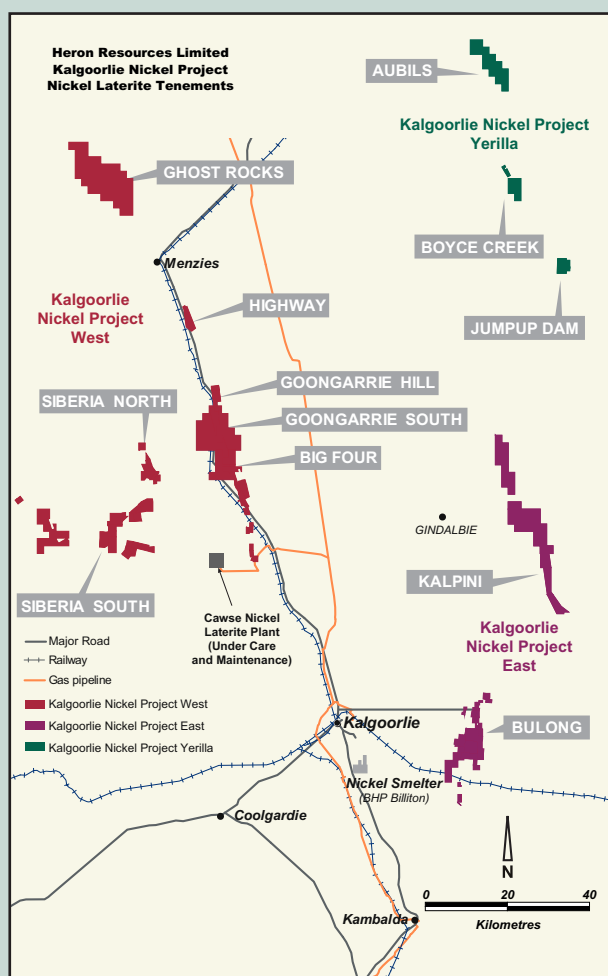 Heron Resources Limited
Kalgoorlie Nickel Project
Nickel Laterite Tenements
AUBILS
Kalgoorlie Nickel Project
Yerilla
GHOST ROCKS
BOYCE CREEK
Menzies
Kalgoorlie
Nickel Project
West
HIGHWAY
JUMPUP DAM
GOONGARRIE HILL
SIBERIA NORTH
GOONGARRIE SOUTH
BIG FOUR
GINDALBIE
KALPINI
SIBERIA SOUTH
Cawse Nickel
Laterite Plant
(Under Care
and Maintenance)
Kalgoorlie
Nickel Project
East
Major Road
Railway
Gas pipeline
Kalgoorlie Nickel Project West
Kalgoorlie Nickel Project East
Kalgoorlie Nickel Project Yerilla
Kalgoorlie
BULONG
Nickel Smelter
(BHP Billiton)
Coolgardie
N
0 20 40
Kilometres
Kambalda